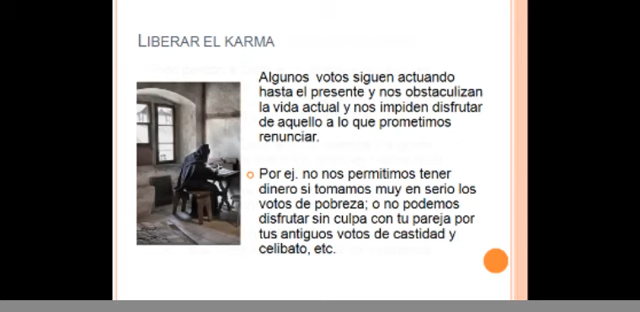 LIBERAR EL KARMA
Algunos votos siguen actuando
hasta el presente y nos obstaculizan
la vida actual y nos impiden disfrutar
de aquello a lo que prometimos
renunciar.
Por ej. no nos permitimos tener
dinero si tomamos muy en serio los
votos de pobreza; o no podemos
disfrutar sin culpa con tu pareja por
tus antiguos votos de castidad y
celibato, etc.